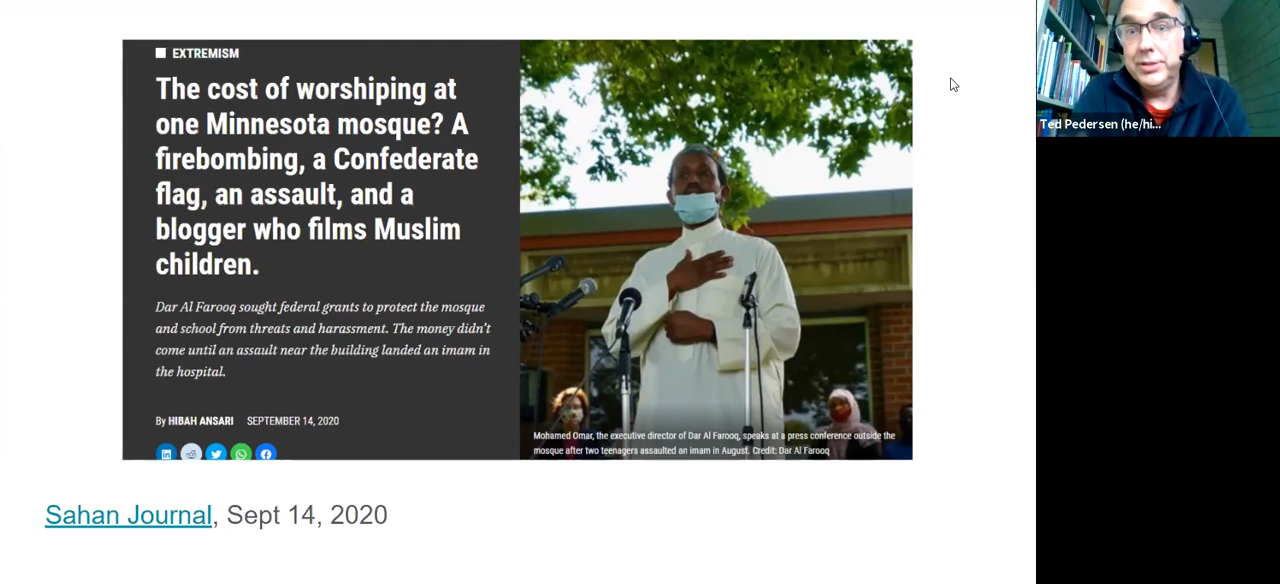 EXTREMISM
The cost of worshiping at
one Minnesota mosque? A
firebombing, a Confederate
flag, an assault, and a
blogger who films Muslim
children.
Dar Al Farooq sought federal grants to protect the mosque
and school from threats and harassment. The money didn't
come until an assault near the building landed an imam in
the hospital.
By HIBAH ANSARI SEPTEMBER 14, 2020
Mohamed Omar, the executive director of Dar Al Farooq, speaks at a press conference outside the
mosque after two teenagers assaulted an imam in August. Credit: Dar Al Farooq
Sahan Journal, Sept 14, 2020
Ted Pedersen (he/hi...